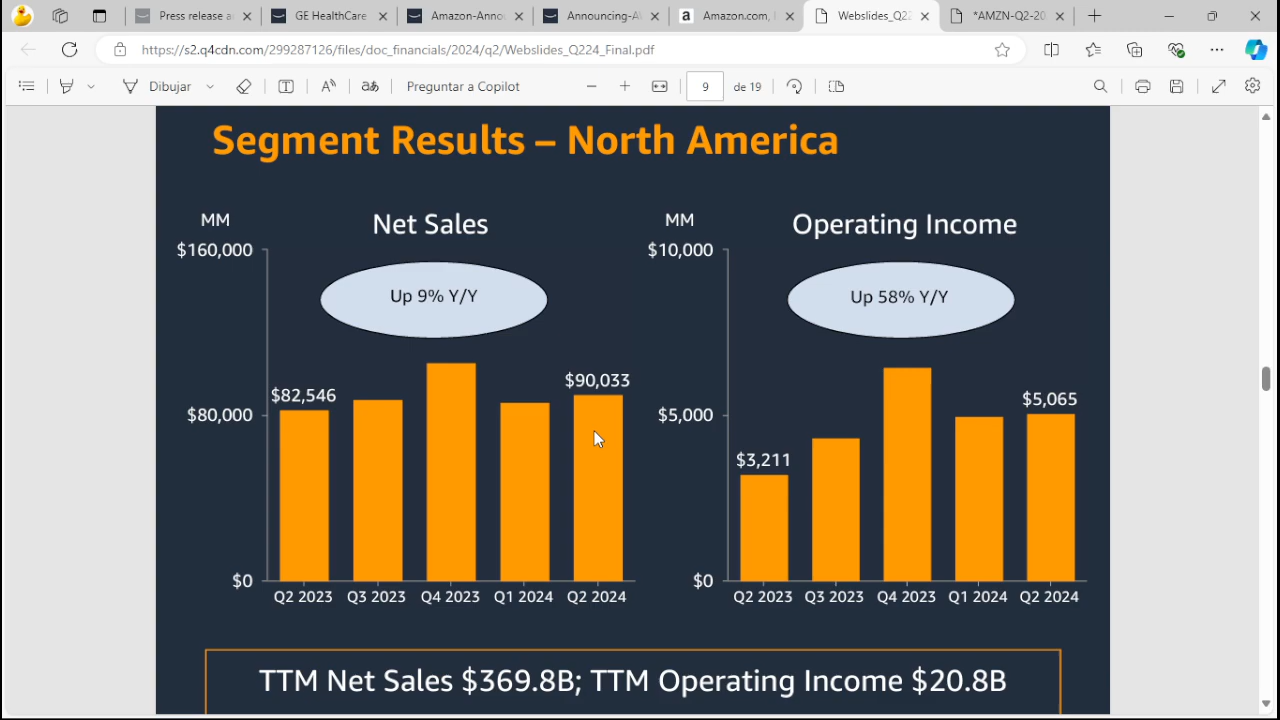 Press release a
GE HealthCare
Amazon-Anno
Announcing-A
Amazon.com,
Webslides_Q22
*AMZN-Q2-20
https://s2.q4cdn.com/299287126/files/doc_financials/2024/q2/Webslides_Q224_Final.pdf
Dibujar
Preguntar a Copilot
9
de 19
Segment Results – North America
MM
Net Sales
$160,000
Up 9% Y/Y
$82,546
$90,033
$80,000
$0
Q2 2023 Q3 2023 Q4 2023 Q1 2024 Q2 2024
MM
Operating Income
$10,000
Up 58% Y/Y
$5,065
$5,000
$3,211
$0
Q2 2023 Q3 2023 Q4 2023 Q1 2024 Q2 2024
TTM Net Sales $369.8B; TTM Operating Income $20.8B